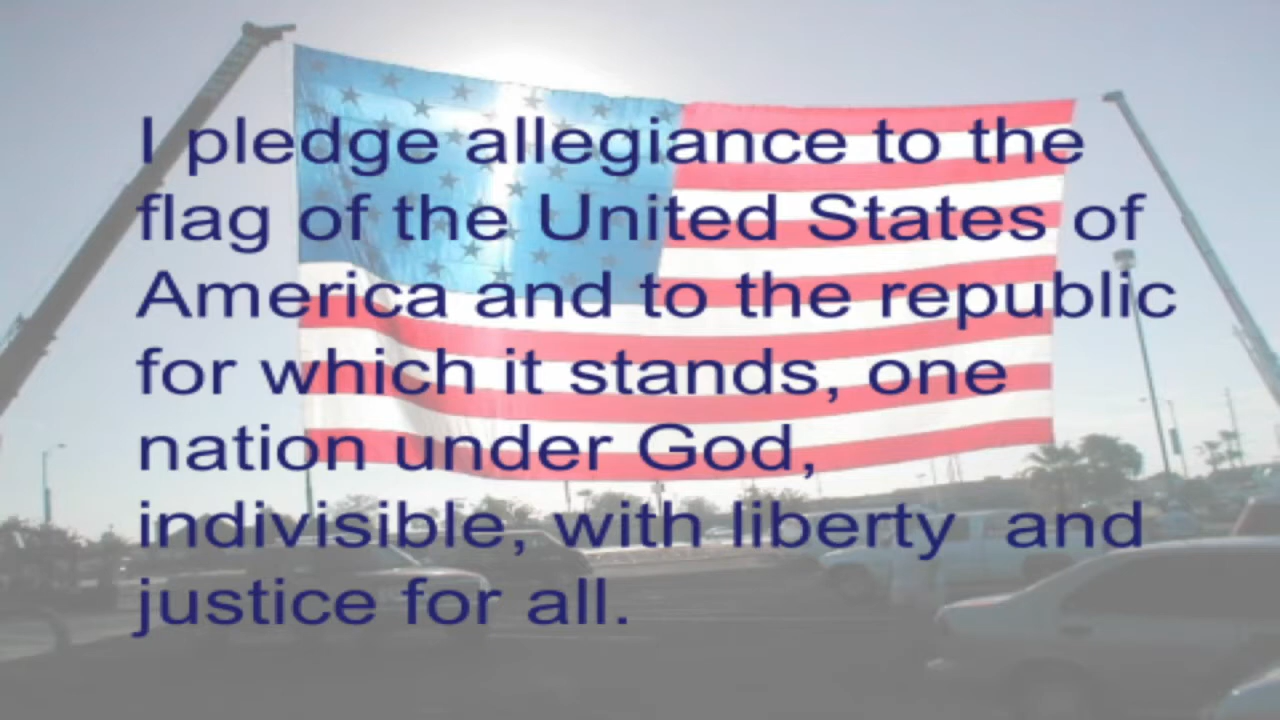 I pledge allegiance to the
flag of the United States of
America and to the republic
for which it stands, one
nation under God,
indivisible, with liberty  and
justice for all.